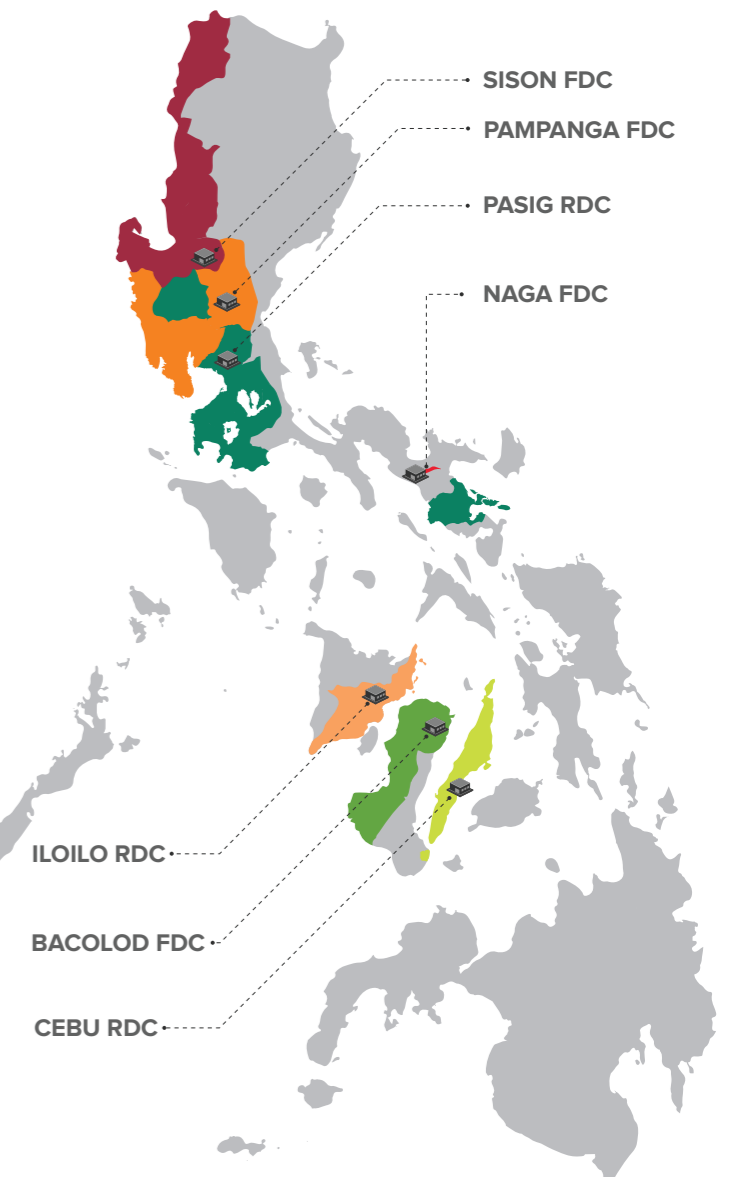 SISON FDC
PAMPANGA FDC
PASIG RDC
NAGA FDC
ILOILO RDC
BACOLOD FDC
CEBU RDC